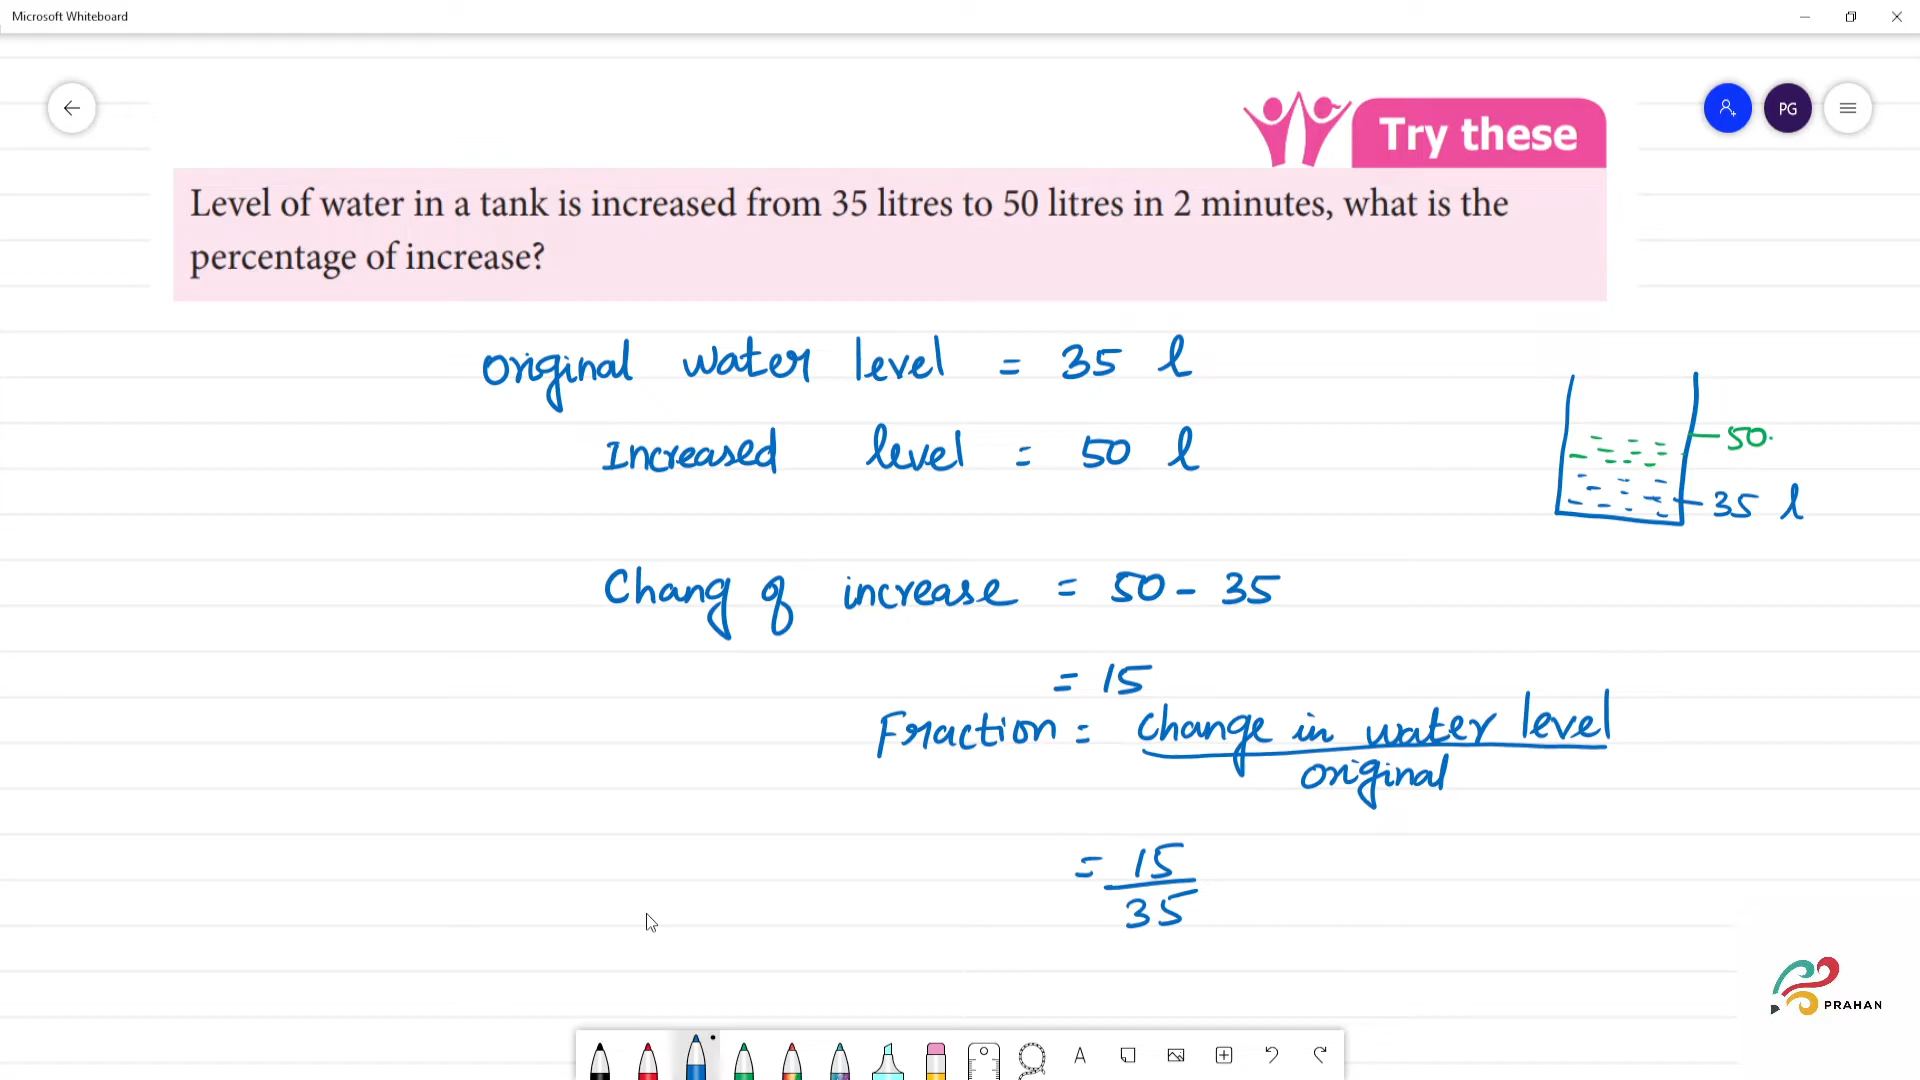 Microsoft Whiteboard
PG
Try these
Level of water in a tank is increased from 35 litres to 50 litres in 2 minutes, what is the
percentage of increase?
Original water level = 35 l
Increased level = 50 l
50.
35 l
Chang of increase = 50 - 35
= 15
Fraction = change in water level
original
= 15
35
PRAHAN
A